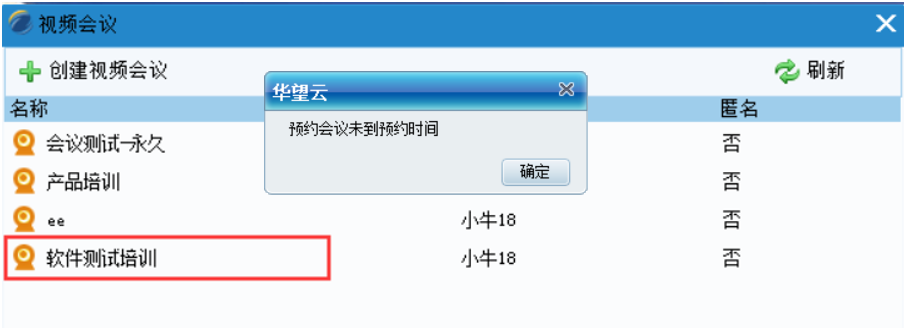 视频会议
创建视频会议
刷新
华望云
预约会议未到预约时间
确定
名称
匿名
会议测试-永久
否
产品培训
否
ee
小牛18
否
软件测试培训
小牛18
否